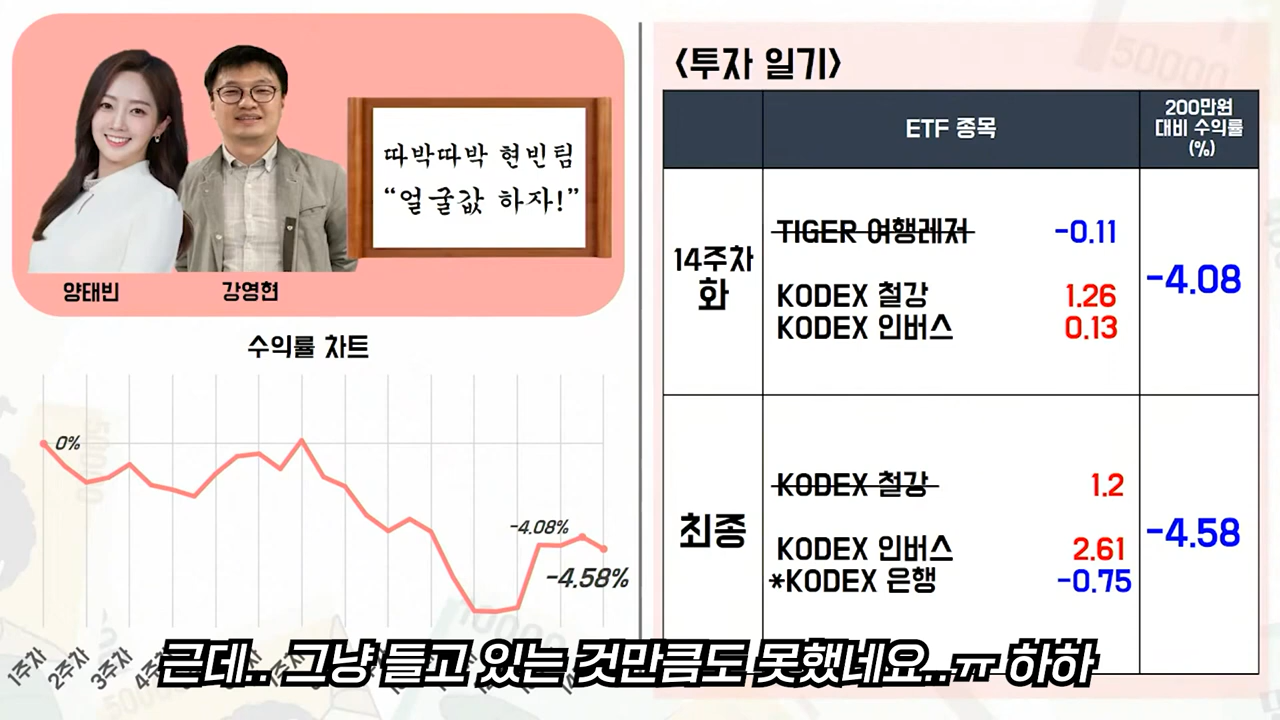 따박따박 현빈팀
“얼굴값 하자!”
양태빈
강영현
수익률 차트
0%
-4.08%
-4.58%
1주차
2주차
3주차
<투자 일기>
ETF 종목
200만원
대비 수익률
(%)
14주차
화
TIGER 여행레저 -0.11
KODEX 철강 1.26
KODEX 인버스 0.13
-4.08
최종
KODEX 철강 1.2
KODEX 인버스 2.61
*KODEX 은행 -0.75
-4.58
근데.. 그냥 들고 있는 것만큼도 못했네요..ㅠ 하하
50000